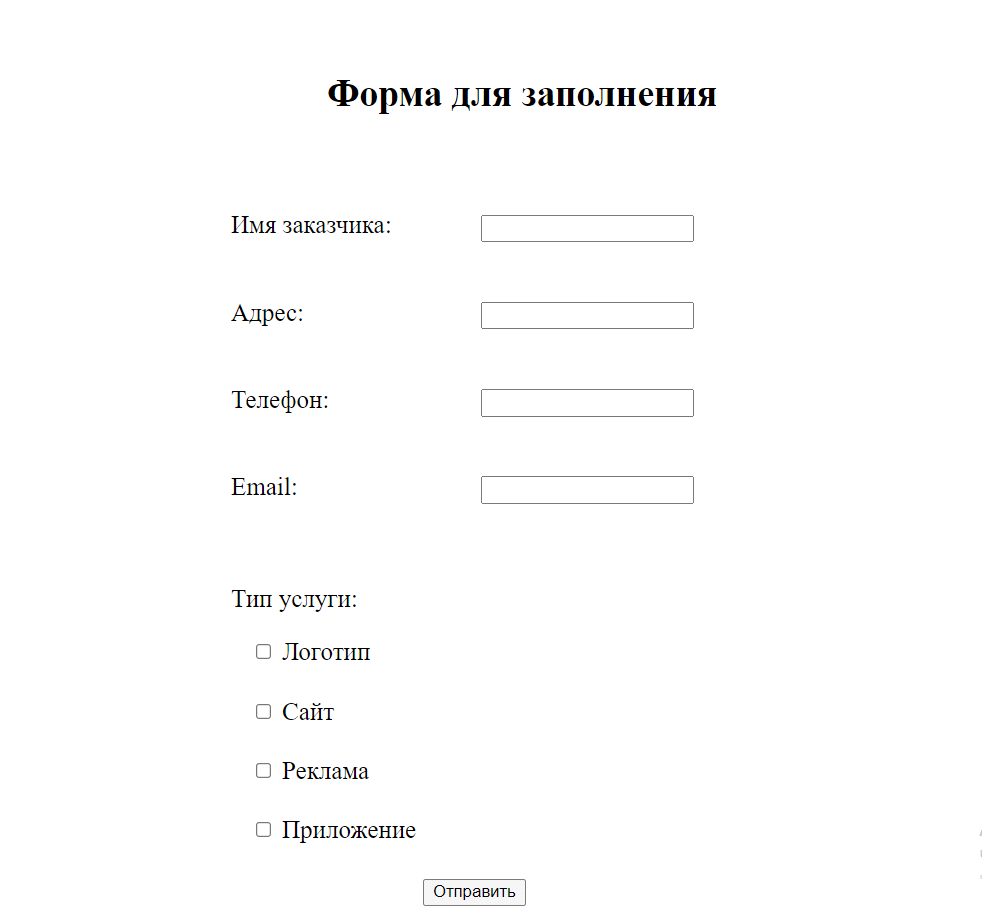 Форма для заполнения
Имя заказчика:
Адрес:
Телефон:
Email:
Тип услуги:
Логотип
Сайт
Реклама
Приложение
Отправить